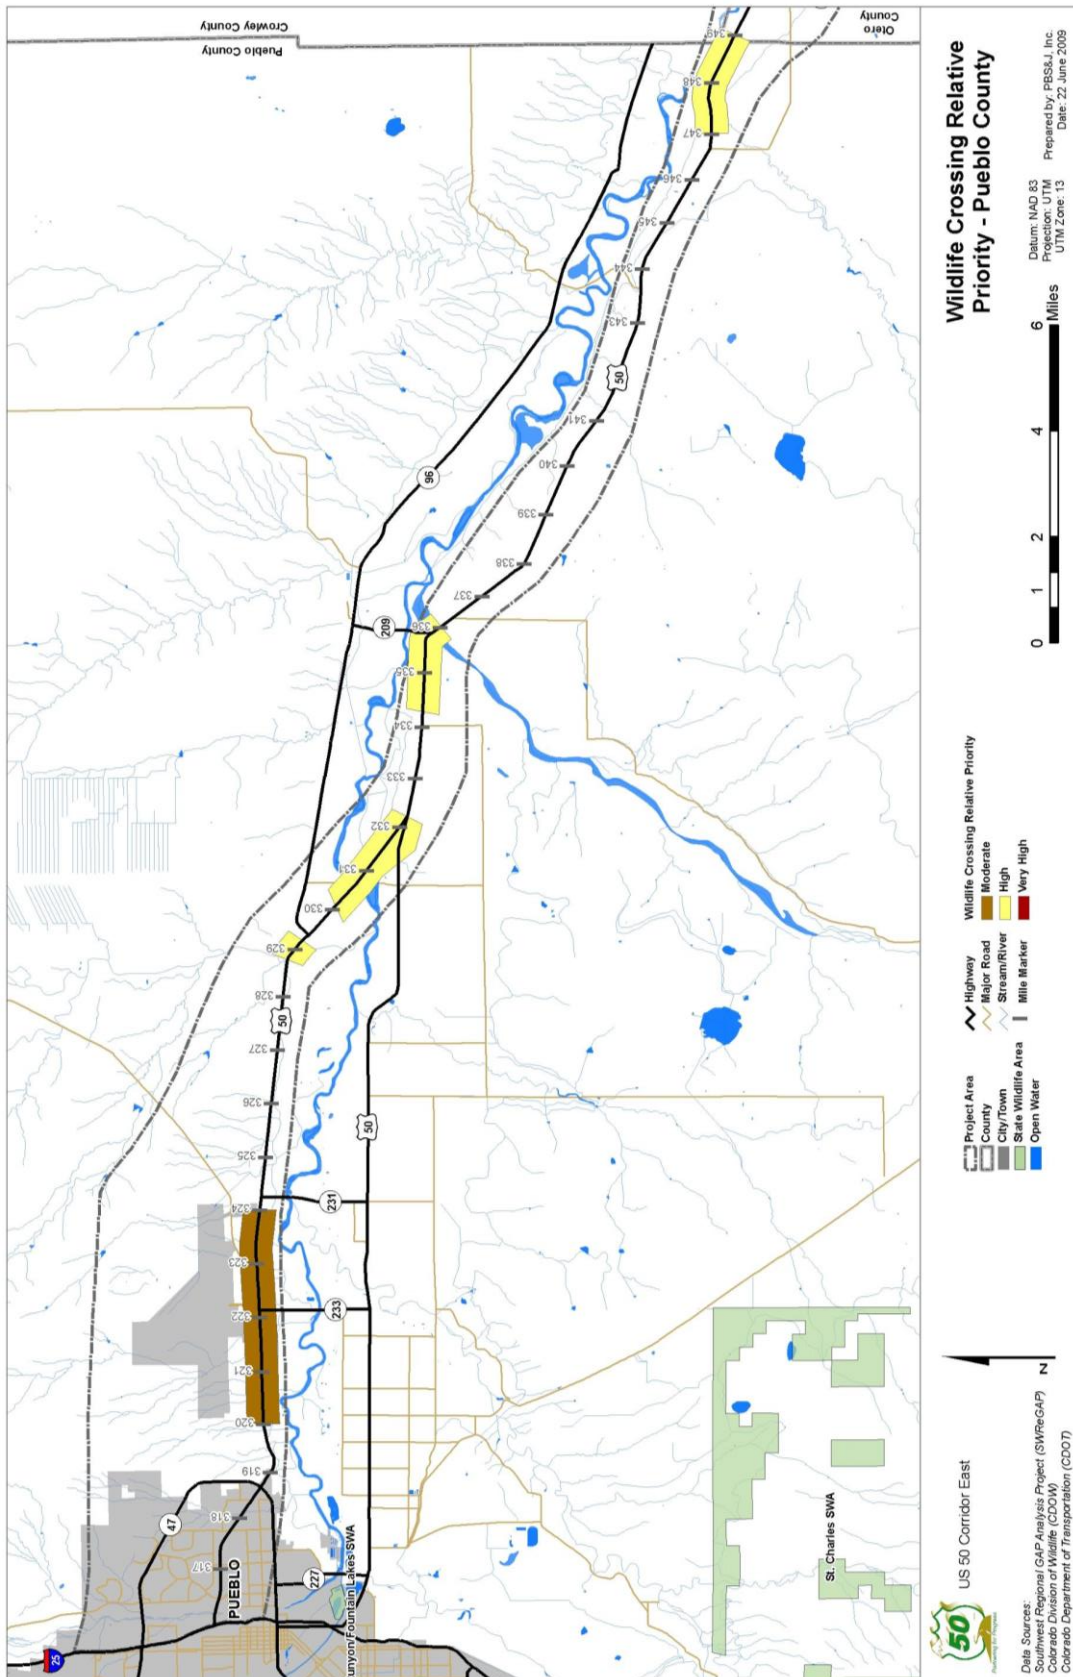 Crowley County
Pueblo County
Otero
County
25
47
317
318
319
PUEBLO
227
unyon/Fountain Lakes SWA
320
321
322
323
324
233
231
50
325
326
327
50
328
329
330
331
332
333
334
335
336
209
96
337
338
339
340
341
50
343
344
345
346
347
348
349
St. Charles SWA
50
US 50 Corridor East
Data Sources:
Southwest Regional GAP Analysis Project (SWReGAP)
Colorado Division of Wildlife (CDOW)
Colorado Department of Transportation (CDOT)
N
Project Area
County
City/Town
State Wildlife Area
Open Water
Highway
Major Road
Stream/River
Mile Marker
Wildlife Crossing Relative Priority
Moderate
High
Very High
0 1 2 4 6
Miles
Wildlife Crossing Relative
Priority - Pueblo County
Datum: NAD 83
Projection: UTM
UTM Zone: 13
Prepared by: PBS&J, Inc.
Date: 22 June 2009